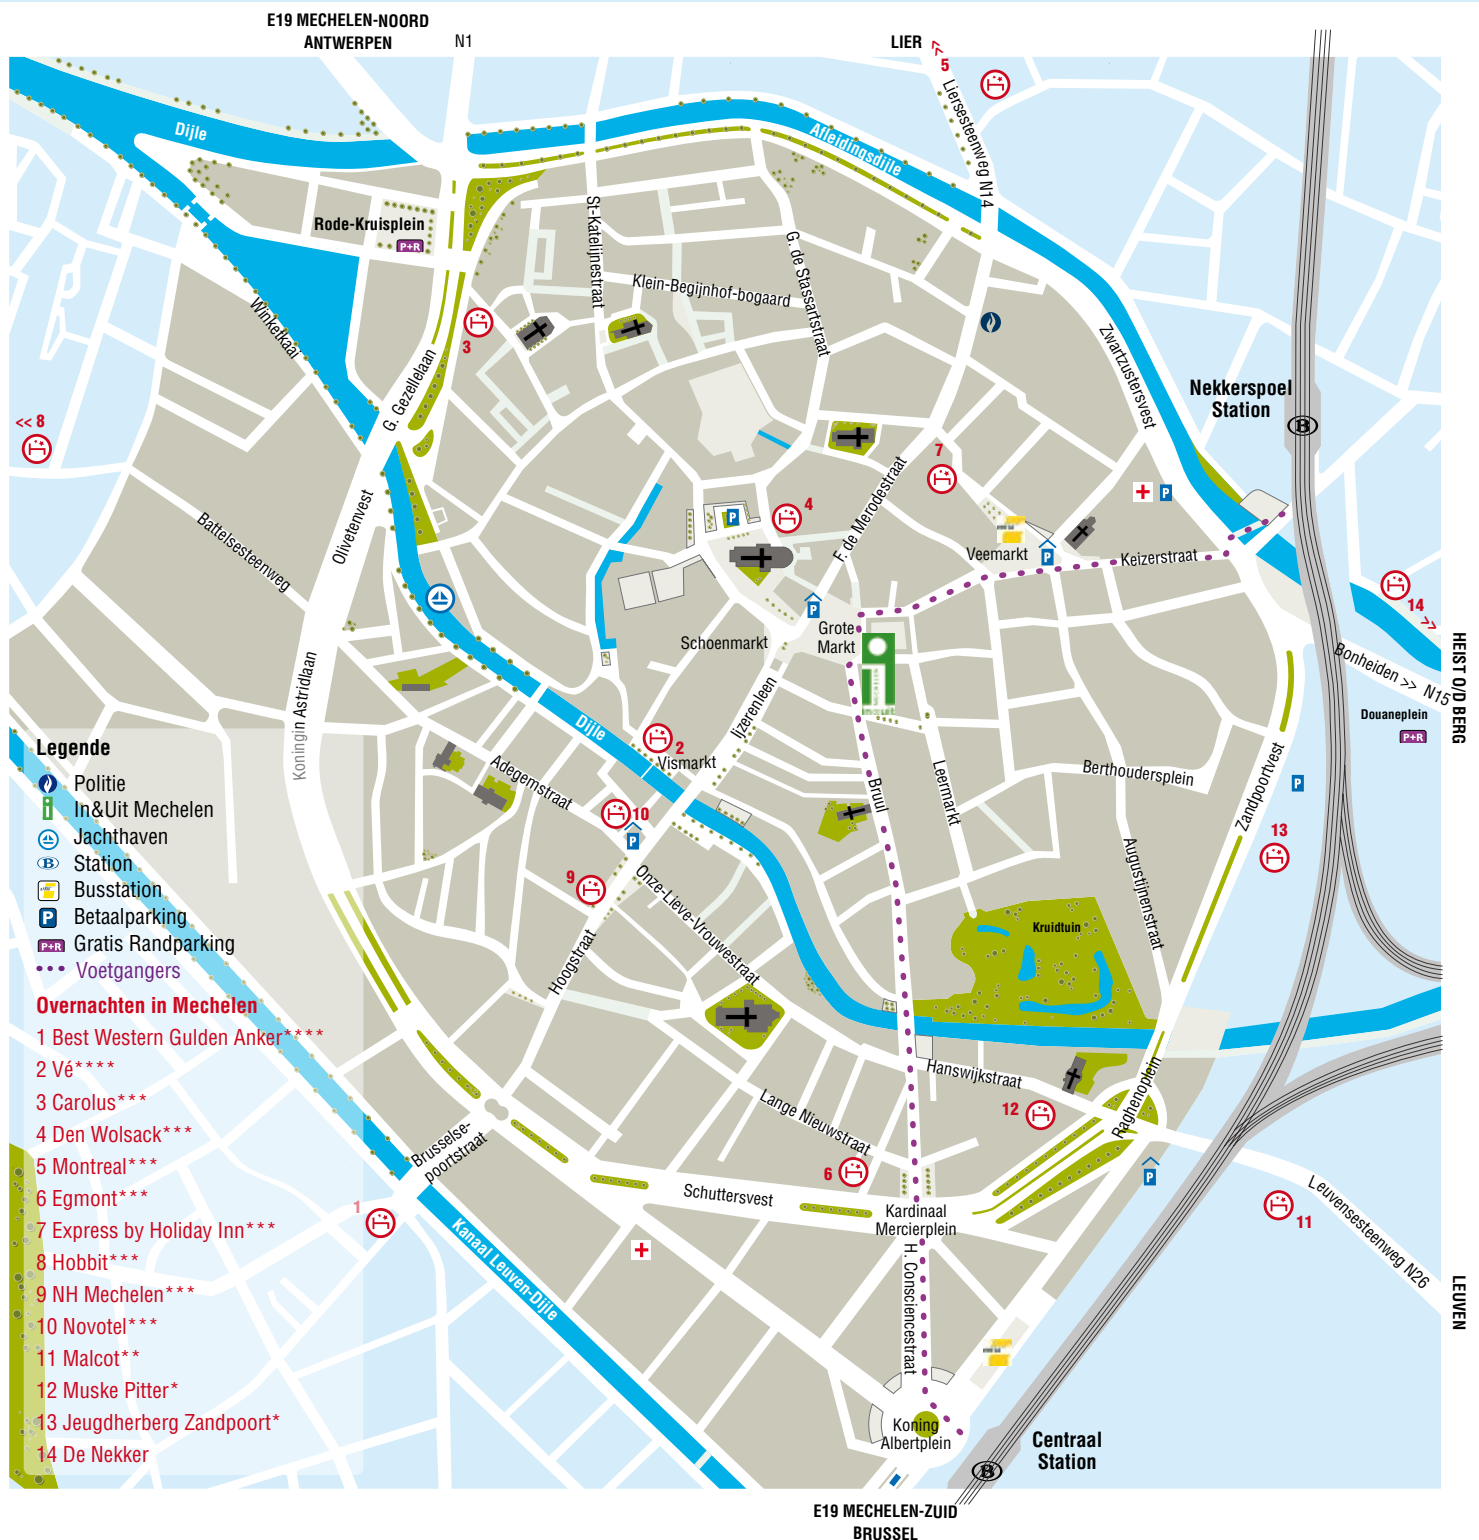 E19 MECHELEN-NOORD
ANTWERPEN
N1
LIER
<<
5
Liersesteenweg N14
Dijle
Afleidingsdijle
Rode-Kruisplein
P+R
St-Katelijnestraat
G. de Stassartstraat
Klein-Begijnhof-bogaard
Winketkaai
3
G. Gezellelaan
Zwartzustersvest
Nekkerspoel
Station
B
<< 8
7
P
Olivetenvest
Battelsesteenweg
P
4
F. de Merodestraat
Veemarkt
P
Keizerstraat
14
>>
P
Grote
Markt
Schoenmarkt
HEIST O/D BERG
Bonheiden >> N15
Douaneplein
P+R
Koningin Astridlaan
Ijzerenleen
Dijle
2
Vismarkt
Adegemstraat
10
P
Bruul
Leermarkt
Berthoudersplein
Zandpoortvest
P
13
Augustijnenstraat
9
Onze-Lieve-Vrouwestraat
Hoogstraat
Kruidtuin
Hanswijkstraat
Raghenoplein
12
Lange Nieuwstraat
6
P
Brusselse-
poortstraat
1
Schuttersvest
Kardinaal
Mercierplein
11
Leuvensesteenweg N26
LEUVEN
Kanaal Leuven-Dijle
H. Consciencestraat
Koning
Albertplein
Centraal
Station
B
E19 MECHELEN-ZUID
BRUSSEL
Legende
Politie
In&Uit Mechelen
Jachthaven
B Station
Busstation
P Betaalparking
P+R Gratis Randparking
Voetgangers
Overnachten in Mechelen
1 Best Western Gulden Anker****
2 Vé****
3 Carolus***
4 Den Wolsack***
5 Montreal***
6 Egmont***
7 Express by Holiday Inn***
8 Hobbit***
9 NH Mechelen***
10 Novotel***
11 Malcot**
12 Muske Pitter*
13 Jeugdherberg Zandpoort*
14 De Nekker